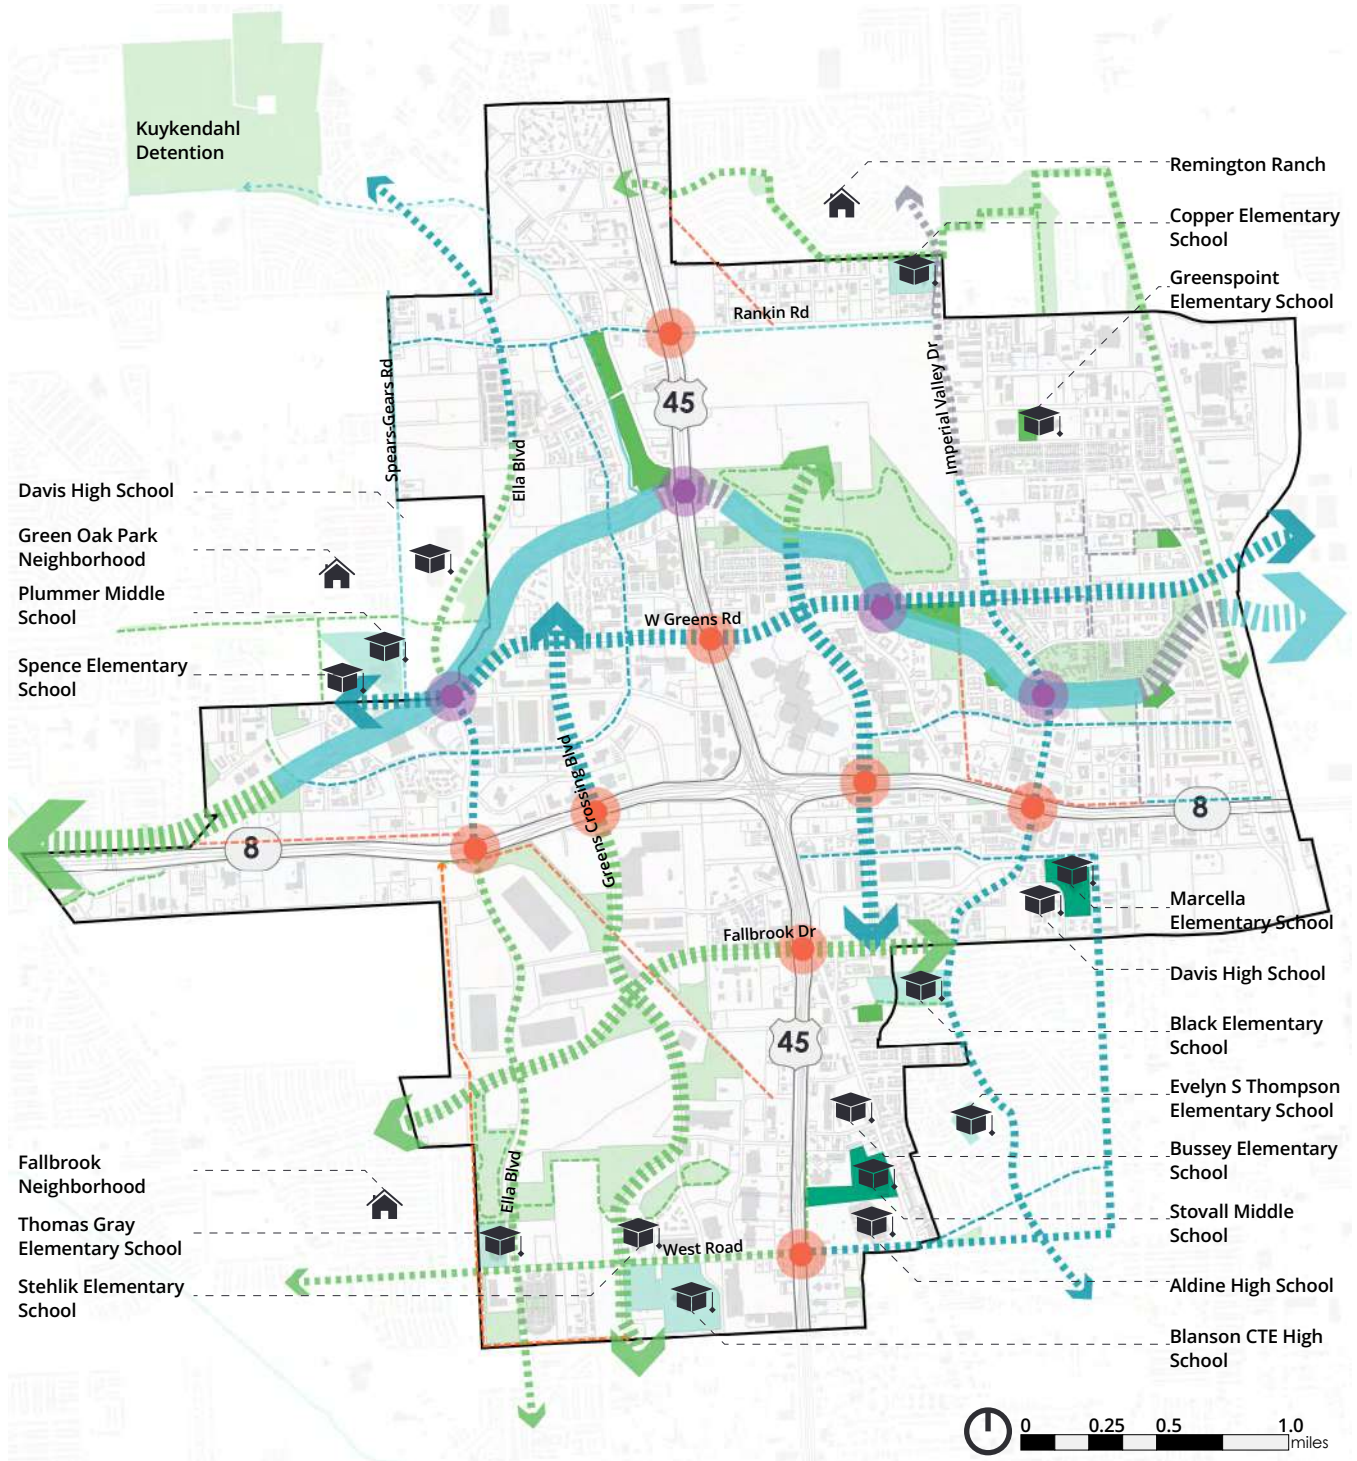 Kuykendahl
Detention
Remington Ranch
Copper Elementary
School
Greenspoint
Elementary School
Rankin Rd
45
Imperial Valley Dr
Spears-Gears Rd
Ella Blvd
Davis High School
Green Oak Park
Neighborhood
Plummer Middle
School
Spence Elementary
School
W Greens Rd
Greens Crossing Blvd
8
8
Fallbrook Dr
45
Marcella
Elementary School
Davis High School
Black Elementary
School
Evelyn S Thompson
Elementary School
Bussey Elementary
School
Stovall Middle
School
Aldine High School
Blanson CTE High
School
Fallbrook
Neighborhood
Thomas Gray
Elementary School
Stehlik Elementary
School
Ella Blvd
West Road
0 0.25 0.5 1.0
miles